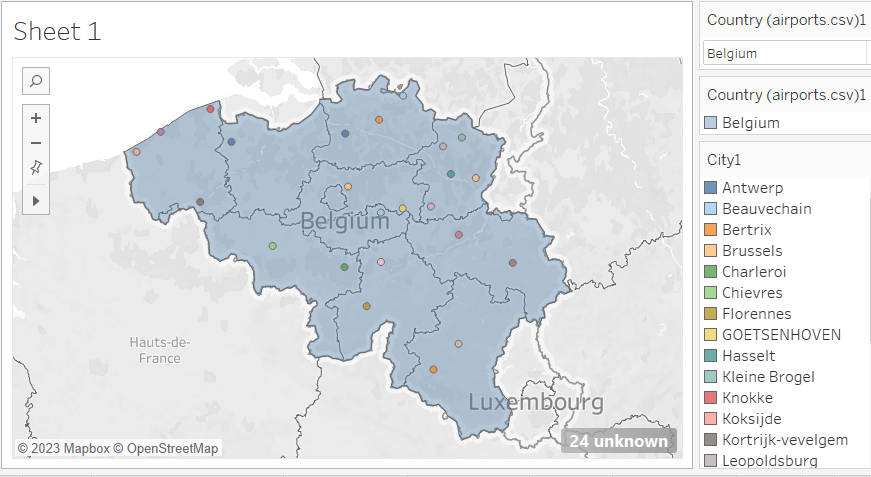 Sheet 1
Belgium
Hauts-de-
France
Luxembourg
24 unknown
© 2023 Mapbox © OpenStreetMap
Country (airports.csv)1
Belgium
Country (airports.csv)1
Belgium
City1
Antwerp
Beauvechain
Bertrix
Brussels
Charleroi
Chievres
Florennes
GOETSENHOVEN
Hasselt
Kleine Brogel
Knokke
Koksijde
Kortrijk-vevelgem
Leopoldsburg